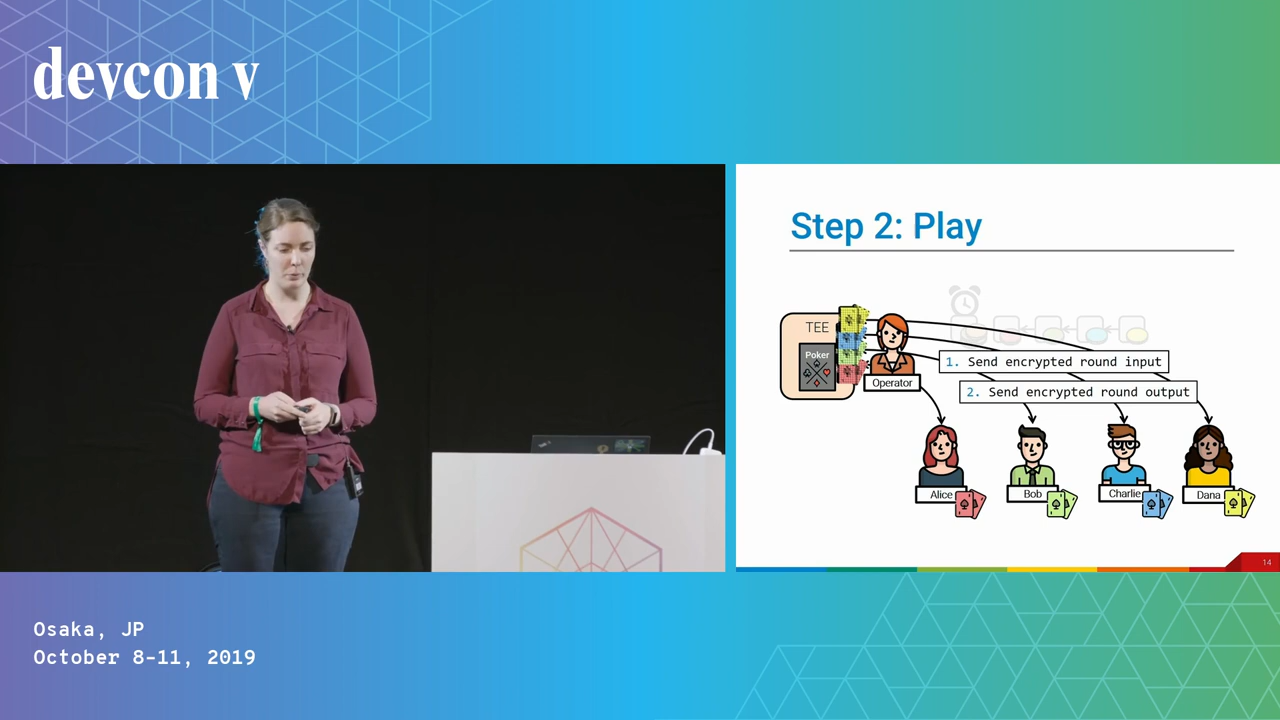 devcon v
Step 2: Play
TEE
Poker
Operator
1. Send encrypted round input
2. Send encrypted round output
Alice
Bob
Charlie
Dana
14
Osaka, JP
October 8-11, 2019